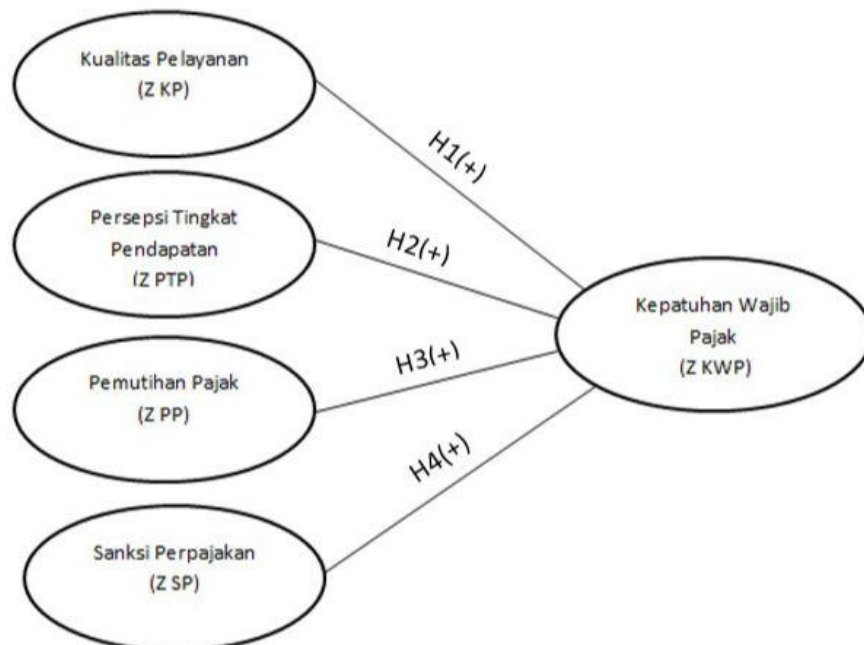 Kualitas Pelayanan
(Z KP)
H1(+)
Persepsi Tingkat
Pendapatan
(Z PTP)
H2(+)
Kepatuhan Wajib
Pajak
(Z KWP)
Pemutihan Pajak
(Z PP)
H3(+)
H4(+)
Sanksi Perpajakan
(Z SP)